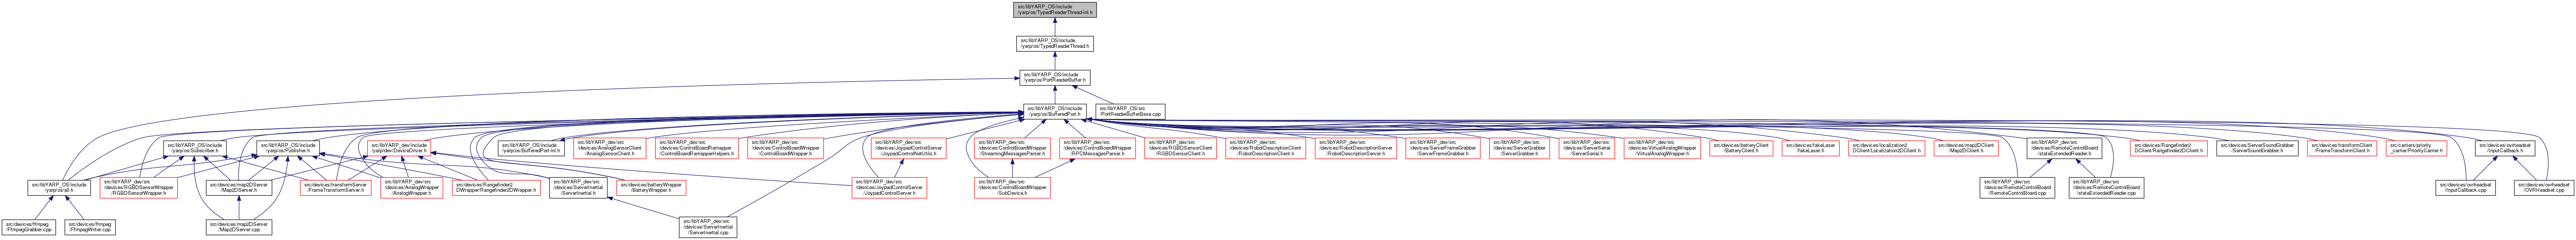 src/libYARP_OS/include
/yarp/os/TypedReaderThread-inl.h
src/libYARP_OS/include
/yarp/os/TypedReaderThread.h
src/libYARP_OS/include
/yarp/os/PortReaderBuffer.h
src/libYARP_OS/include
/yarp/os/BufferedPort.h
src/libYARP_OS/src
/PortReaderBufferBase.cpp
src/libYARP_OS/include
/yarp/os/Subscriber.h
src/libYARP_OS/include
/yarp/os/Publisher.h
src/libYARP_dev/include
/yarp/dev/DeviceDriver.h
src/libYARP_OS/include
/yarp/os/BufferedPort-inl.h
src/libYARP_dev/src
/devices/AnalogSensorClient
/AnalogSensorClient.h
src/libYARP_dev/src
/devices/ControlBoardRemapper
/ControlBoardRemapperHelpers.h
src/libYARP_dev/src
/devices/ControlBoardWrapper
/ControlBoardWrapper.h
src/libYARP_dev/src
/devices/JoypadControlServer
/JoypadControlNetUtils.h
src/libYARP_dev/src
/devices/ControlBoardWrapper
/StreamingMessagesParser.h
src/libYARP_dev/src
/devices/ControlBoardWrapper
/RPCMessagesParser.h
src/libYARP_dev/src
/devices/RGBDSensorClient
/RGBDSensorClient.h
src/libYARP_dev/src
/devices/RobotDescriptionClient
/RobotDescriptionClient.h
src/libYARP_dev/src
/devices/RobotDescriptionServer
/RobotDescriptionServer.h
src/libYARP_dev/src
/devices/ServerFrameGrabber
/ServerFrameGrabber.h
src/libYARP_dev/src
/devices/ServerGrabber
/ServerGrabber.h
src/libYARP_dev/src
/devices/ServerSerial
/ServerSerial.h
src/libYARP_dev/src
/devices/VirtualAnalogWrapper
/VirtualAnalogWrapper.h
src/devices/batteryClient
/BatteryClient.h
src/devices/fakeLaser
/fakeLaser.h
src/devices/localization2
DClient/Localization2DClient.h
src/devices/map2DClient
/Map2DClient.h
src/libYARP_dev/src
/devices/RemoteControlBoard
/stateExtendedReader.h
src/devices/Rangefinder2
DClient/Rangefinder2DClient.h
src/devices/ServerSoundGrabber
/ServerSoundGrabber.h
src/devices/transformClient
/FrameTransformClient.h
src/carriers/priority
_carrier/PriorityCarrier.h
src/devices/ovrheadset
/InputCallback.h
src/libYARP_OS/include
/yarp/os/all.h
src/libYARP_dev/src
/devices/RGBDSensorWrapper
/RGBDSensorWrapper.h
src/devices/map2DServer
/Map2DServer.h
src/devices/transformServer
/FrameTransformServer.h
src/libYARP_dev/src
/devices/AnalogWrapper
/AnalogWrapper.h
src/devices/Rangefinder2
DWrapper/Rangefinder2DWrapper.h
src/libYARP_dev/src
/devices/ServerInertial
/ServerInertial.h
src/devices/batteryWrapper
/BatteryWrapper.h
src/libYARP_dev/src
/devices/JoypadControlServer
/JoypadControlServer.h
src/libYARP_dev/src
/devices/ControlBoardWrapper
/SubDevice.h
src/libYARP_dev/src
/devices/RemoteControlBoard
/RemoteControlBoard.cpp
src/libYARP_dev/src
/devices/RemoteControlBoard
/stateExtendedReader.cpp
src/devices/ovrheadset
/InputCallback.cpp
src/devices/ovrheadset
/OVRHeadset.cpp
src/devices/ffmpeg
/FfmpegGrabber.cpp
src/devices/ffmpeg
/FfmpegWriter.cpp
src/devices/map2DServer
/Map2DServer.cpp
src/libYARP_dev/src
/devices/ServerInertial
/ServerInertial.cpp